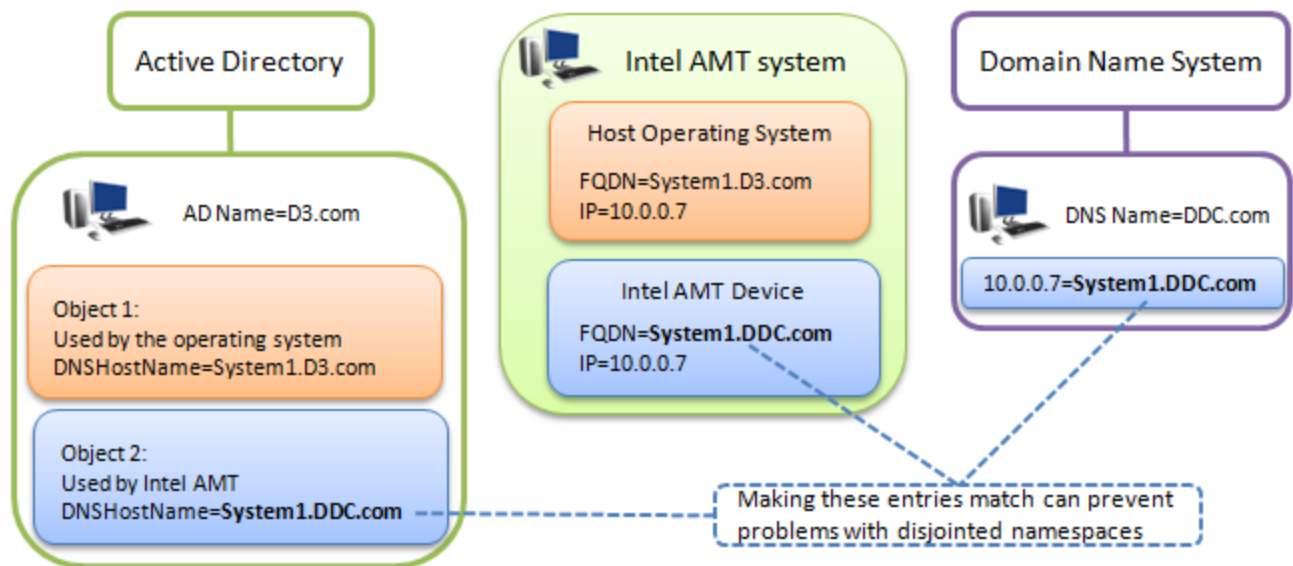 Active Directory
AD Name=D3.com
Object 1:
Used by the operating system
DNSHostName=System1.D3.com
Object 2:
Used by Intel AMT
DNSHostName=System1.DDC.com
Intel AMT system
Host Operating System
FQDN=System1.D3.com
IP=10.0.0.7
Intel AMT Device
FQDN=System1.DDC.com
IP=10.0.0.7
Domain Name System
DNS Name=DDC.com
10.0.0.7=System1.DDC.com
Making these entries match can prevent
problems with disjointed namespaces